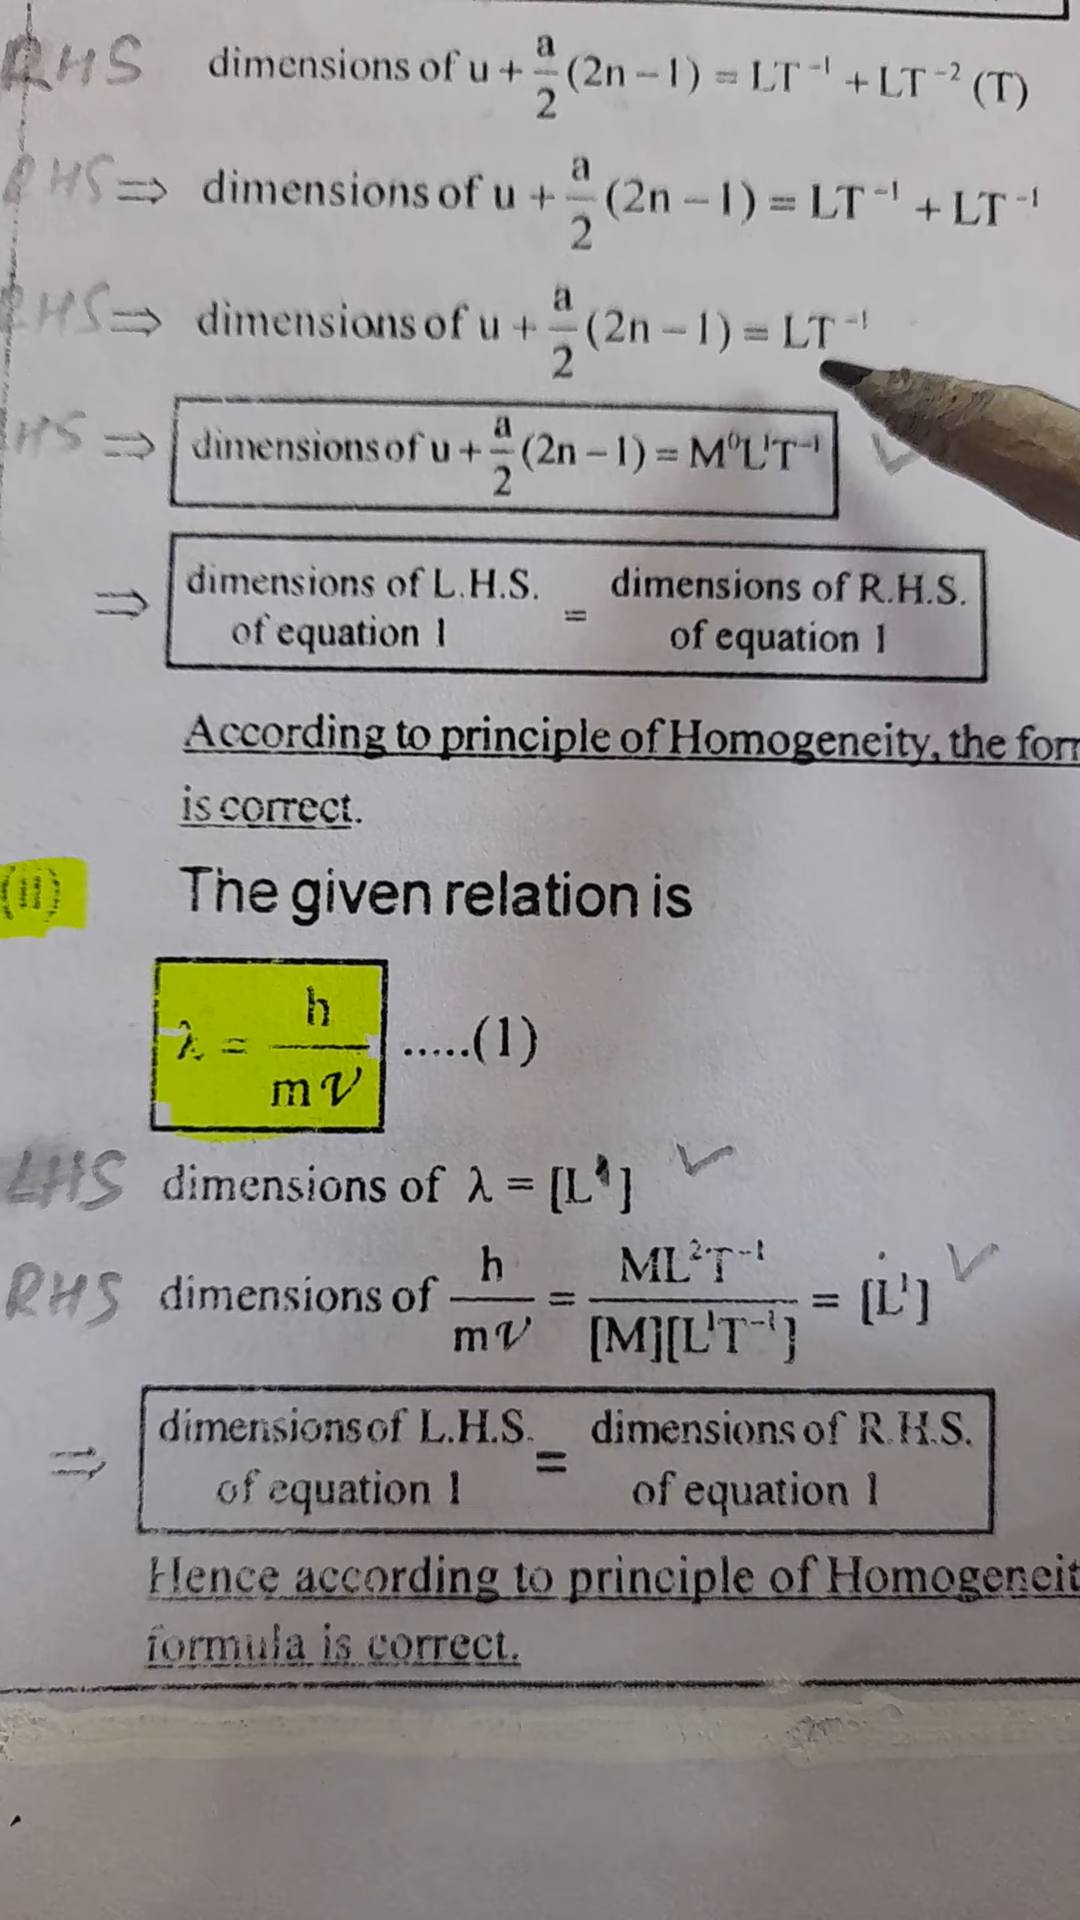 RHS dimensions of u + a/2 (2n – 1) = LT⁻¹ + LT⁻² (T)
RHS ⇒ dimensions of u + a/2 (2n – 1) = LT⁻¹ + LT⁻¹
RHS ⇒ dimensions of u + a/2 (2n – 1) = LT⁻¹
HS ⇒ dimensions of u + a/2 (2n – 1) = M⁰L¹T⁻¹ ✓
⇒ dimensions of L.H.S. = dimensions of R.H.S.
of equation 1 of equation 1
According to principle of Homogeneity, the for
is correct.
The given relation is
λ = h/mv .....(1)
LHS dimensions of λ = [L¹] ✓
RHS dimensions of h/mv = ML²T⁻¹/[M][L¹T⁻¹] = [L¹] ✓
⇒ dimensions of L.H.S. = dimensions of R.H.S.
of equation 1 of equation 1
Hence according to principle of Homogeneit
formula is correct.